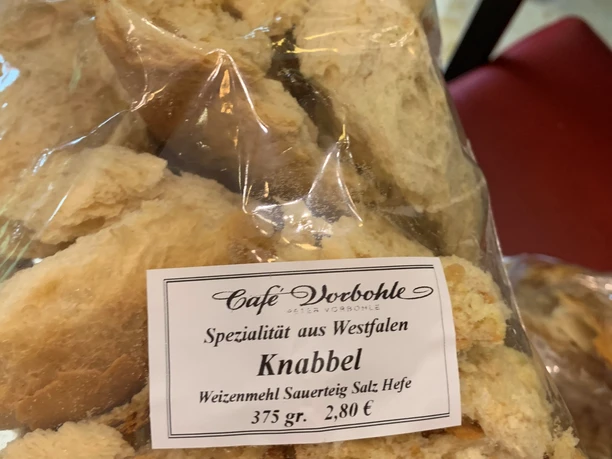 Café Vorbohle
PETER VORBOHLE
Spezialität aus Westfalen
Knabbel
Weizenmehl Sauerteig Salz Hefe
375 gr. 2,80 €